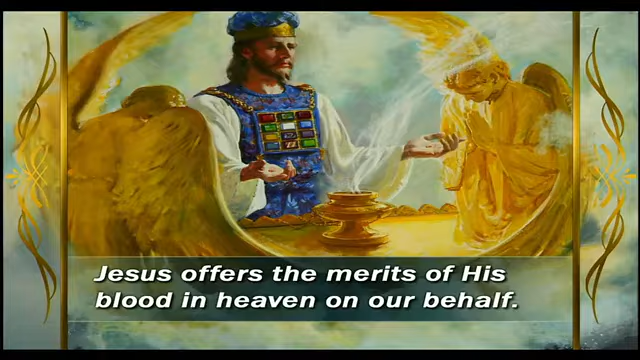 Jesus offers the merits of His
blood in heaven on our behalf.